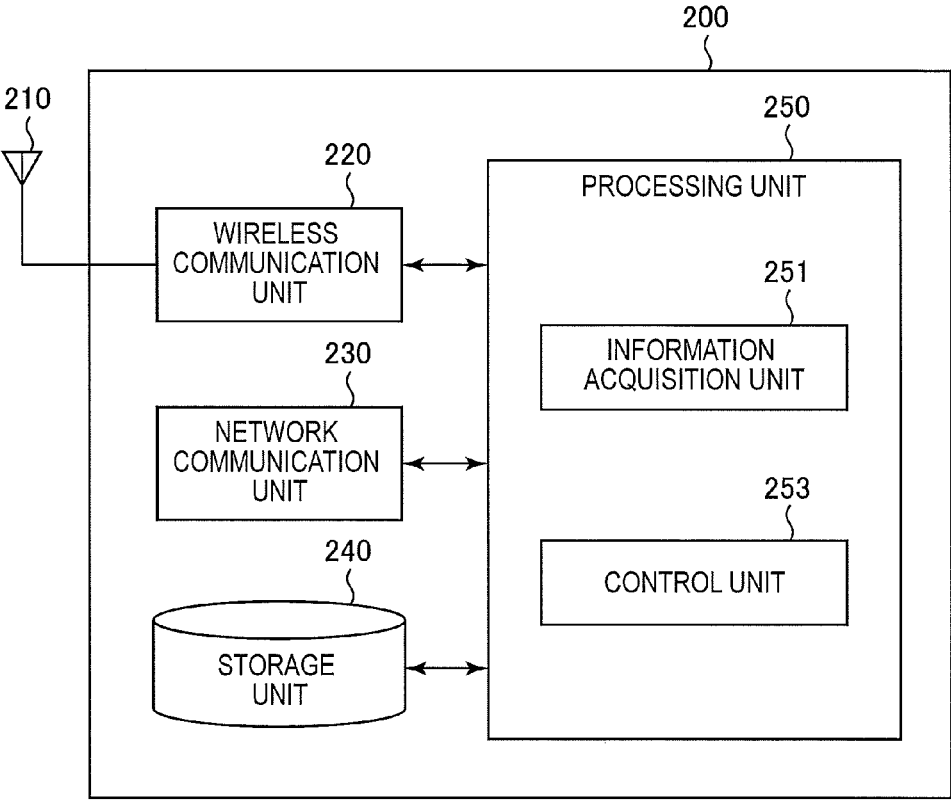 200
210
250
220
PROCESSING UNIT
WIRELESS
COMMUNICATION
UNIT
251
INFORMATION
ACQUISITION UNIT
230
NETWORK
COMMUNICATION
UNIT
253
CONTROL UNIT
240
STORAGE
UNIT